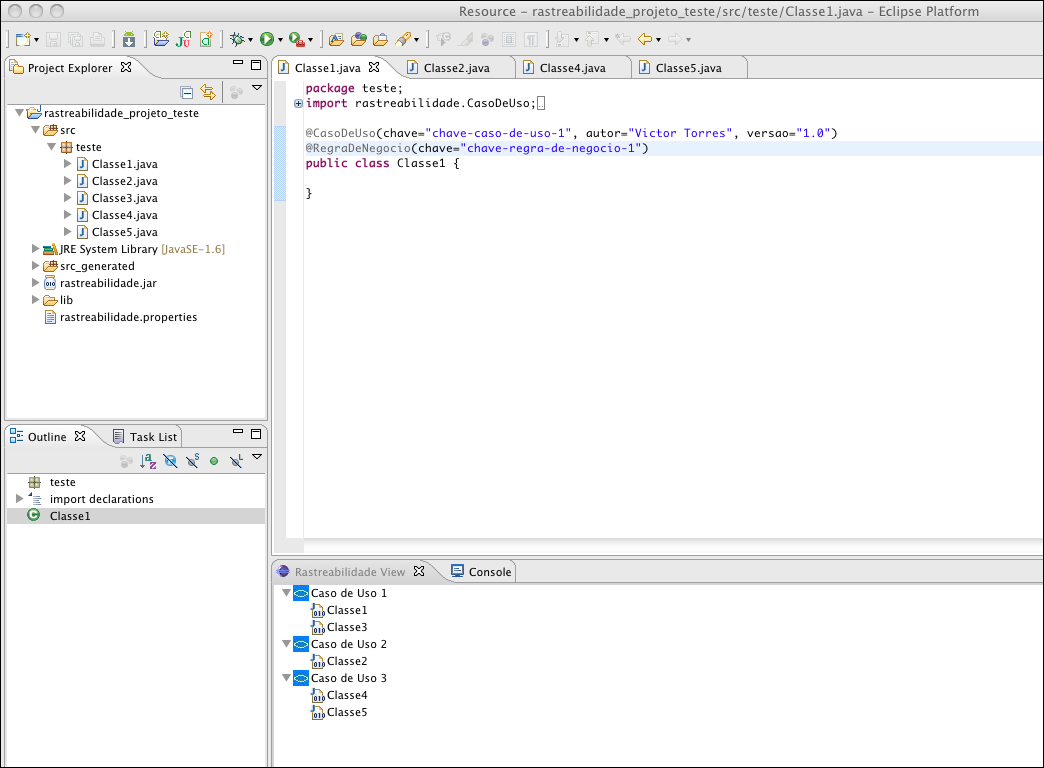 Resource – rastreabilidade_projeto_teste/src/teste/Classe1.java – Eclipse Platform
Project Explorer
rastreabilidade_projeto_teste
src
teste
Classe1.java
Classe2.java
Classe3.java
Classe4.java
Classe5.java
JRE System Library [JavaSE-1.6]
src_generated
rastreabilidade.jar
lib
rastreabilidade.properties
Outline Task List
teste
import declarations
Classe1
Classe1.java Classe2.java Classe4.java Classe5.java
package teste;
import rastreabilidade.CasoDeUso;
@CasoDeUso(chave="chave-caso-de-uso-1", autor="Victor Torres", versao="1.0")
@RegraDeNegocio(chave="chave-regra-de-negocio-1")
public class Classe1 {
}
Rastreabilidade View Console
Caso de Uso 1
Classe1
Classe3
Caso de Uso 2
Classe2
Caso de Uso 3
Classe4
Classe5